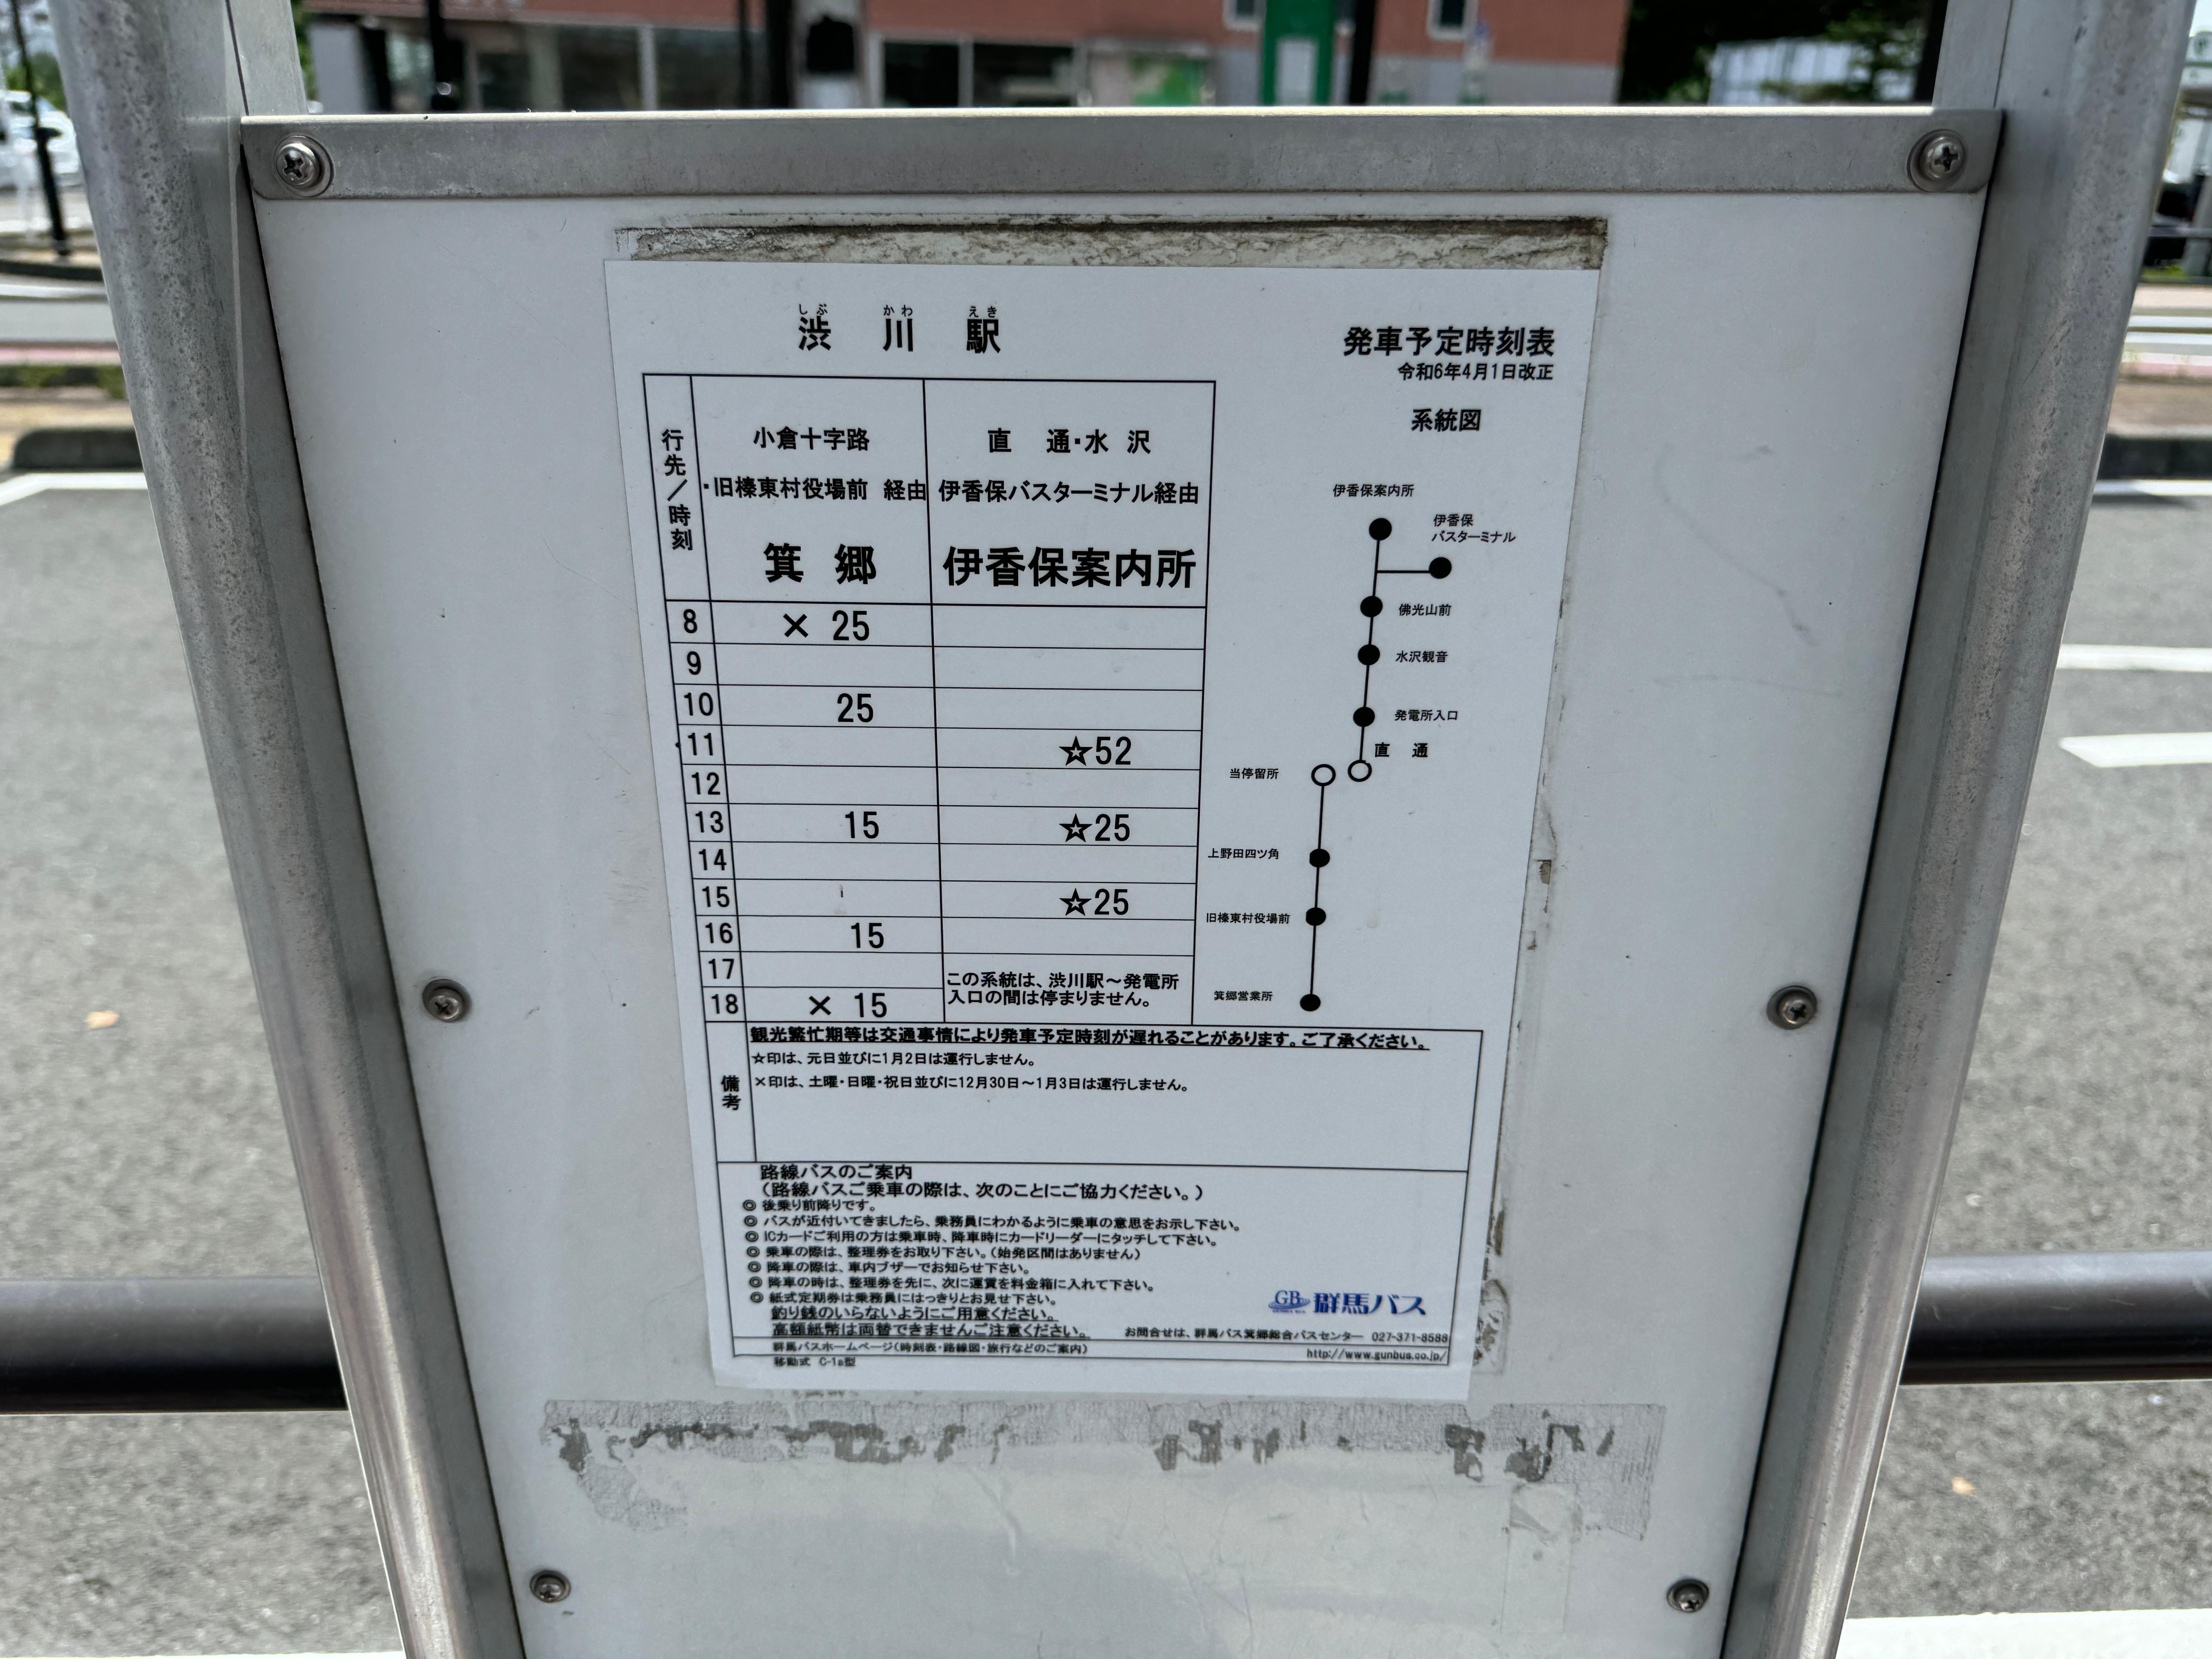 しぶ かわ えき
渋 川 駅
発車予定時刻表
令和6年4月1日改正
系統図
行先/時刻
小倉十字路
・旧榛東村役場前 経由
箕 郷
直 通・水 沢
伊香保バスターミナル経由
伊香保案内所
8 × 25
9
10 25
11 ☆52
12
13 15 ☆25
14
15 ☆25
16 15
17
18 × 15
この系統は、渋川駅~発電所
入口の間は停まりません。
伊香保案内所
伊香保
バスターミナル
佛光山前
水沢観音
発電所入口
直 通
当停留所
上野田四ツ角
旧榛東村役場前
箕郷営業所
備考
観光繁忙期等は交通事情により発車予定時刻が遅れることがあります。ご了承ください。
☆印は、元日並びに1月2日は運行しません。
×印は、土曜・日曜・祝日並びに12月30日~1月3日は運行しません。
路線バスのご案内
(路線バスご乗車の際は、次のことにご協力ください。)
◎ 後乗り前降りです。
◎ バスが近付いてきましたら、乗務員にわかるように乗車の意思をお示し下さい。
◎ ICカードご利用の方は乗車時、降車時にカードリーダーにタッチして下さい。
◎ 乗車の際は、整理券をお取り下さい。(始発区間はありません)
◎ 降車の際は、車内ブザーでお知らせ下さい。
◎ 降車の時は、整理券を先に、次に運賃を料金箱に入れて下さい。
◎ 紙式定期券は乗務員にはっきりとお見せ下さい。
釣り銭のいらないようにご用意ください。
高額紙幣は両替できませんご注意ください。
GB 群馬バス
お問合せは、群馬バス箕郷総合バスセンター 027-371-8588
群馬バスホームページ(時刻表・路線図・旅行などのご案内)
http://www.gunbus.co.jp/
移動式 C-1a型